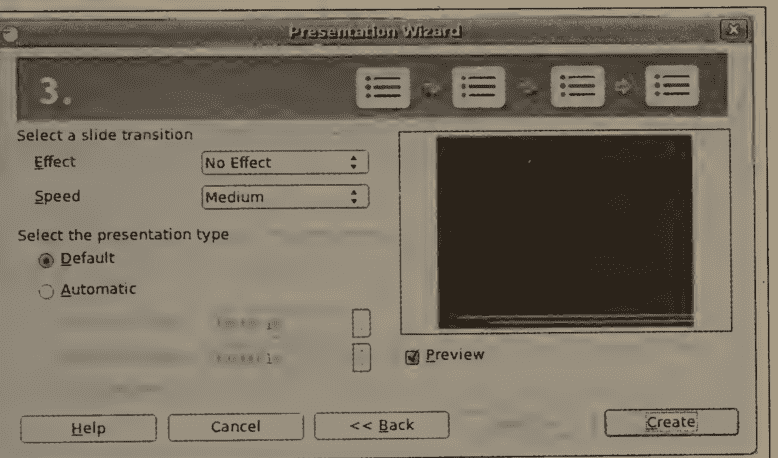 Presentation Wizard
3.
Select a slide transition
Effect No Effect
Speed Medium
Select the presentation type
Default
Automatic
Preview
Help Cancel << Back Create